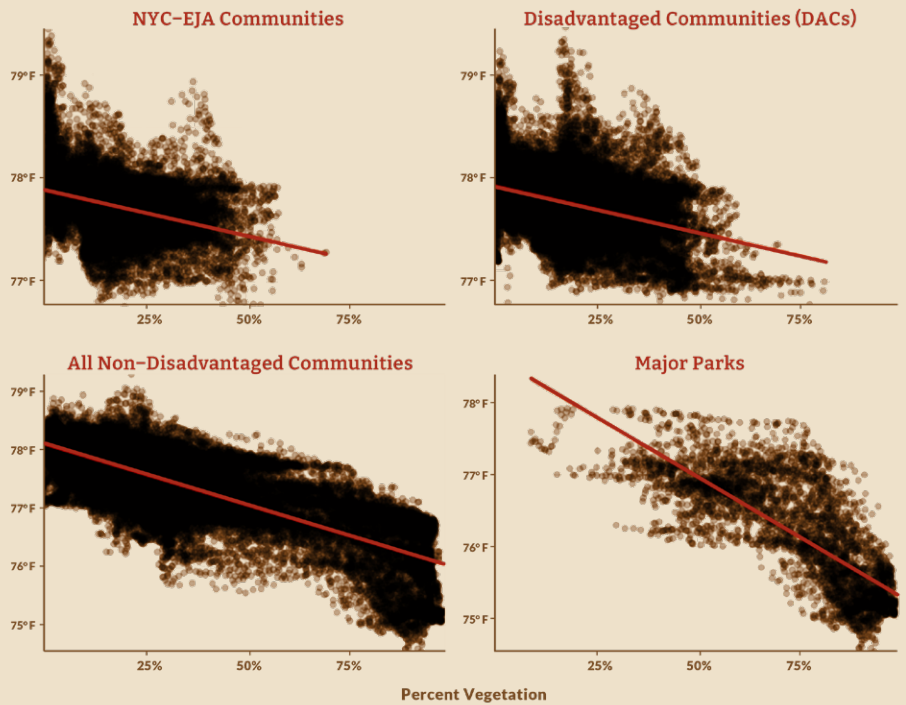 NYC-EJA Communities
79°F
78°F
77°F
25%
50%
75%
Disadvantaged Communities (DACs)
79°F
78°F
77°F
25%
50%
75%
All Non-Disadvantaged Communities
79°F
78°F
77°F
76°F
75°F
25%
50%
75%
Major Parks
78°F
77°F
76°F
75°F
25%
50%
75%
Percent Vegetation